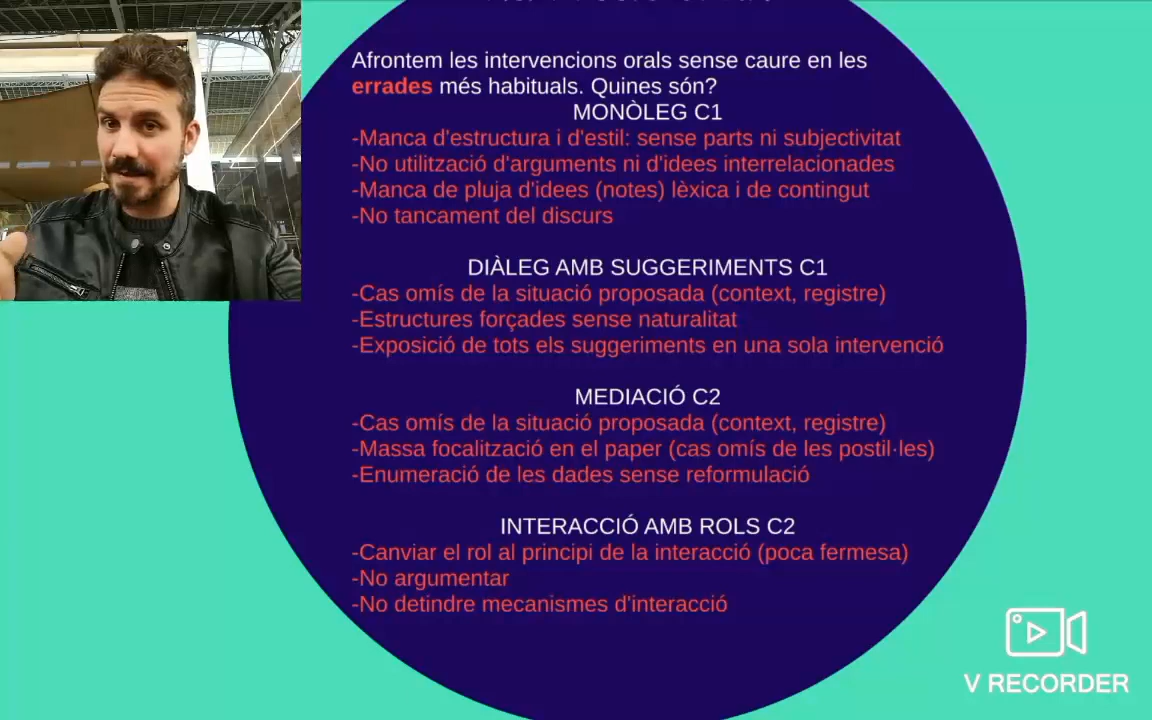 Afrontem les intervencions orals sense caure en les
errades més habituals. Quines són?
MONÒLEG C1
-Manca d'estructura i d'estil: sense parts ni subjectivitat
-No utilització d'arguments ni d'idees interrelacionades
-Manca de pluja d'idees (notes) lèxica i de contingut
-No tancament del discurs
DIÀLEG AMB SUGGERIMENTS C1
-Cas omís de la situació proposada (context, registre)
-Estructures forçades sense naturalitat
-Exposició de tots els suggeriments en una sola intervenció
MEDIACIÓ C2
-Cas omís de la situació proposada (context, registre)
-Massa focalització en el paper (cas omís de les postil·les)
-Enumeració de les dades sense reformulació
INTERACCIÓ AMB ROLS C2
-Canviar el rol al principi de la interacció (poca fermesa)
-No argumentar
-No detindre mecanismes d'interacció
V RECORDER